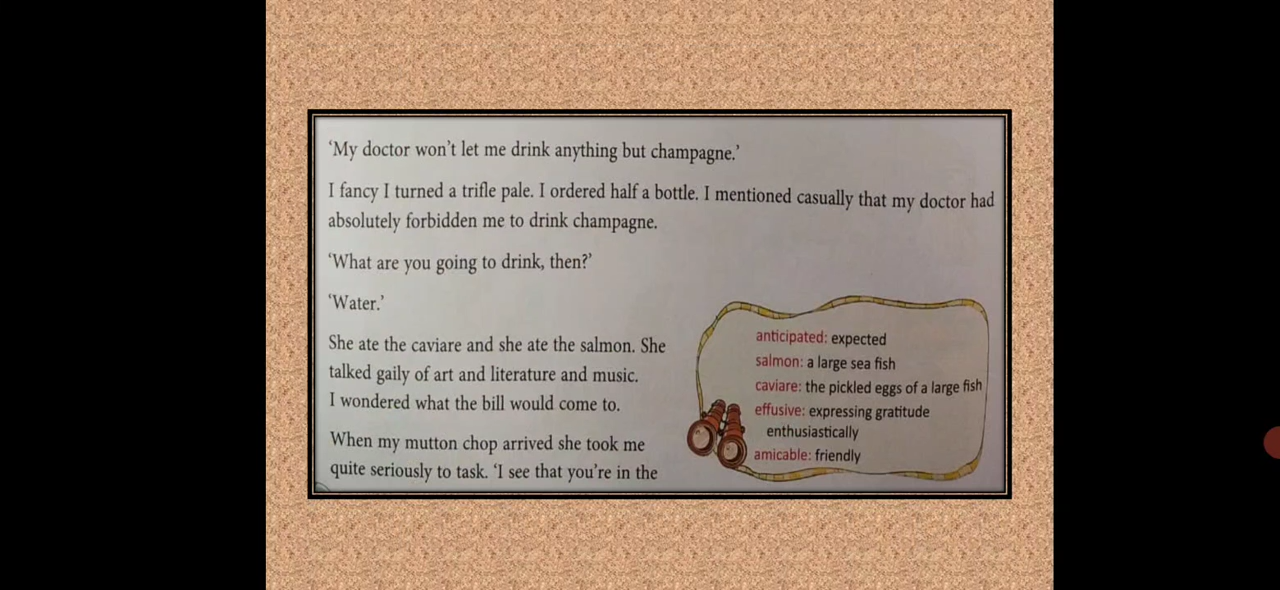 ‘My doctor won’t let me drink anything but champagne.’
I fancy I turned a trifle pale. I ordered half a bottle. I mentioned casually that my doctor had
absolutely forbidden me to drink champagne.
‘What are you going to drink, then?’
‘Water.’
She ate the caviare and she ate the salmon. She
talked gaily of art and literature and music.
I wondered what the bill would come to.
When my mutton chop arrived she took me
quite seriously to task. ‘I see that you’re in the
anticipated: expected
salmon: a large sea fish
caviare: the pickled eggs of a large fish
effusive: expressing gratitude
enthusiastically
amicable: friendly